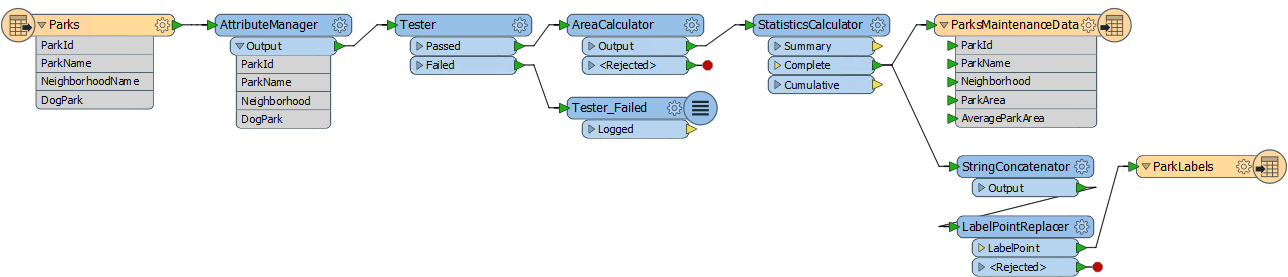 Parks
ParkId
ParkName
NeighborhoodName
DogPark
AttributeManager
Output
ParkId
ParkName
Neighborhood
DogPark
Tester
Passed
Failed
AreaCalculator
Output
<Rejected>
Tester_Failed
Logged
StatisticsCalculator
Summary
Complete
Cumulative
ParksMaintenanceData
ParkId
ParkName
Neighborhood
ParkArea
AverageParkArea
StringConcatenator
Output
LabelPointReplacer
LabelPoint
<Rejected>
ParkLabels